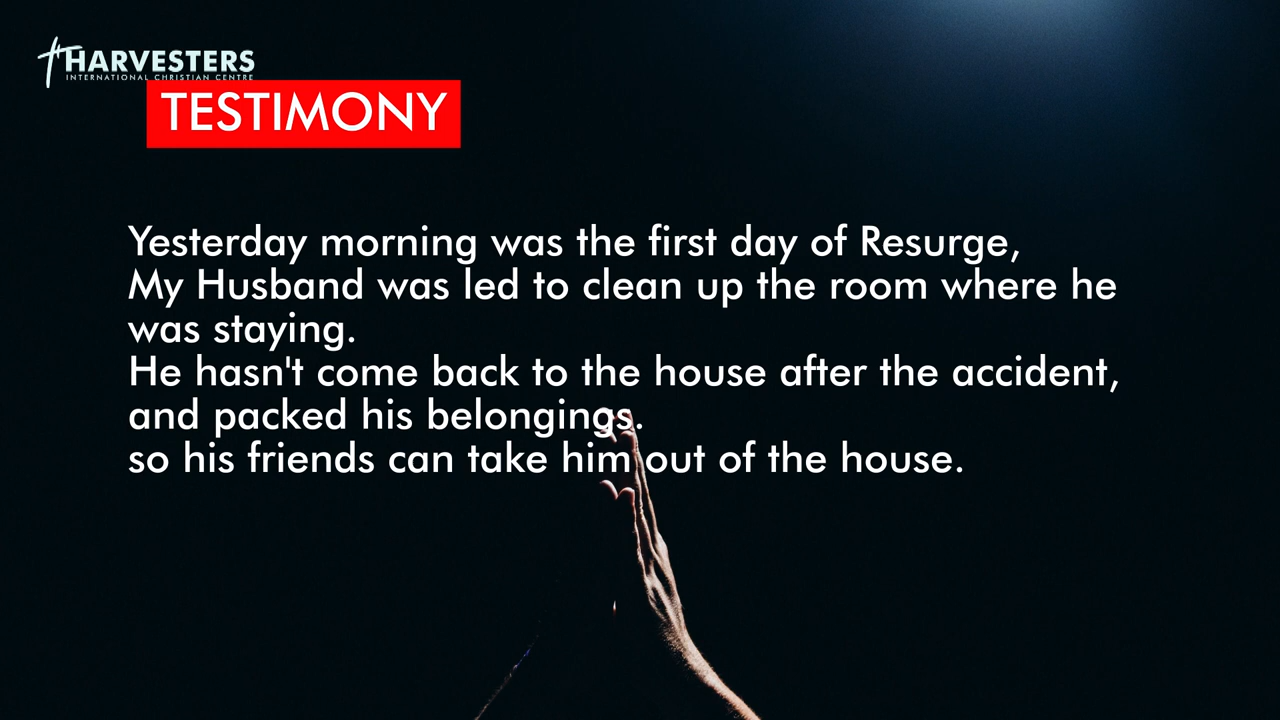 HARVESTERS
INTERNATIONAL CHRISTIAN CENTRE
TESTIMONY
Yesterday morning was the first day of Resurge,
My Husband was led to clean up the room where he
was staying.
He hasn't come back to the house after the accident,
and packed his belongings.
so his friends can take him out of the house.